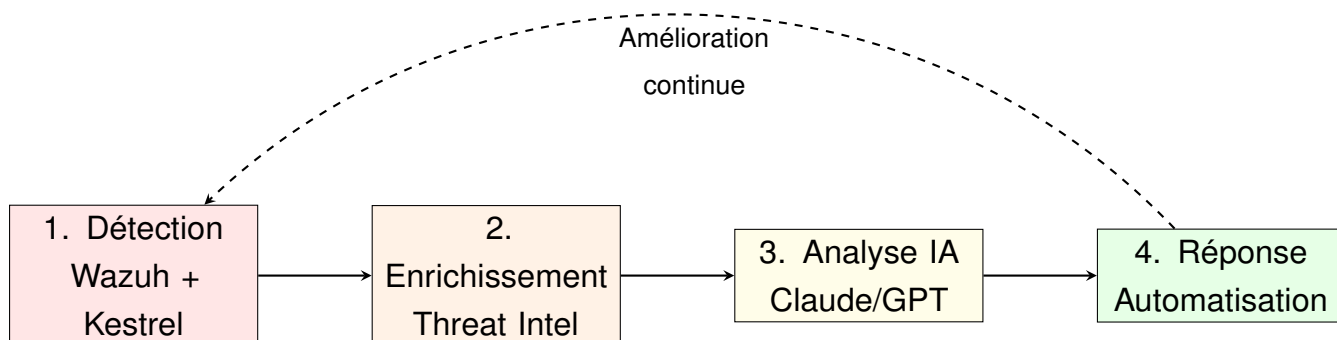 Amélioration
continue
1. Détection
Wazuh +
Kestrel
2.
Enrichissement
Threat Intel
3. Analyse IA
Claude/GPT
4. Réponse
Automatisation